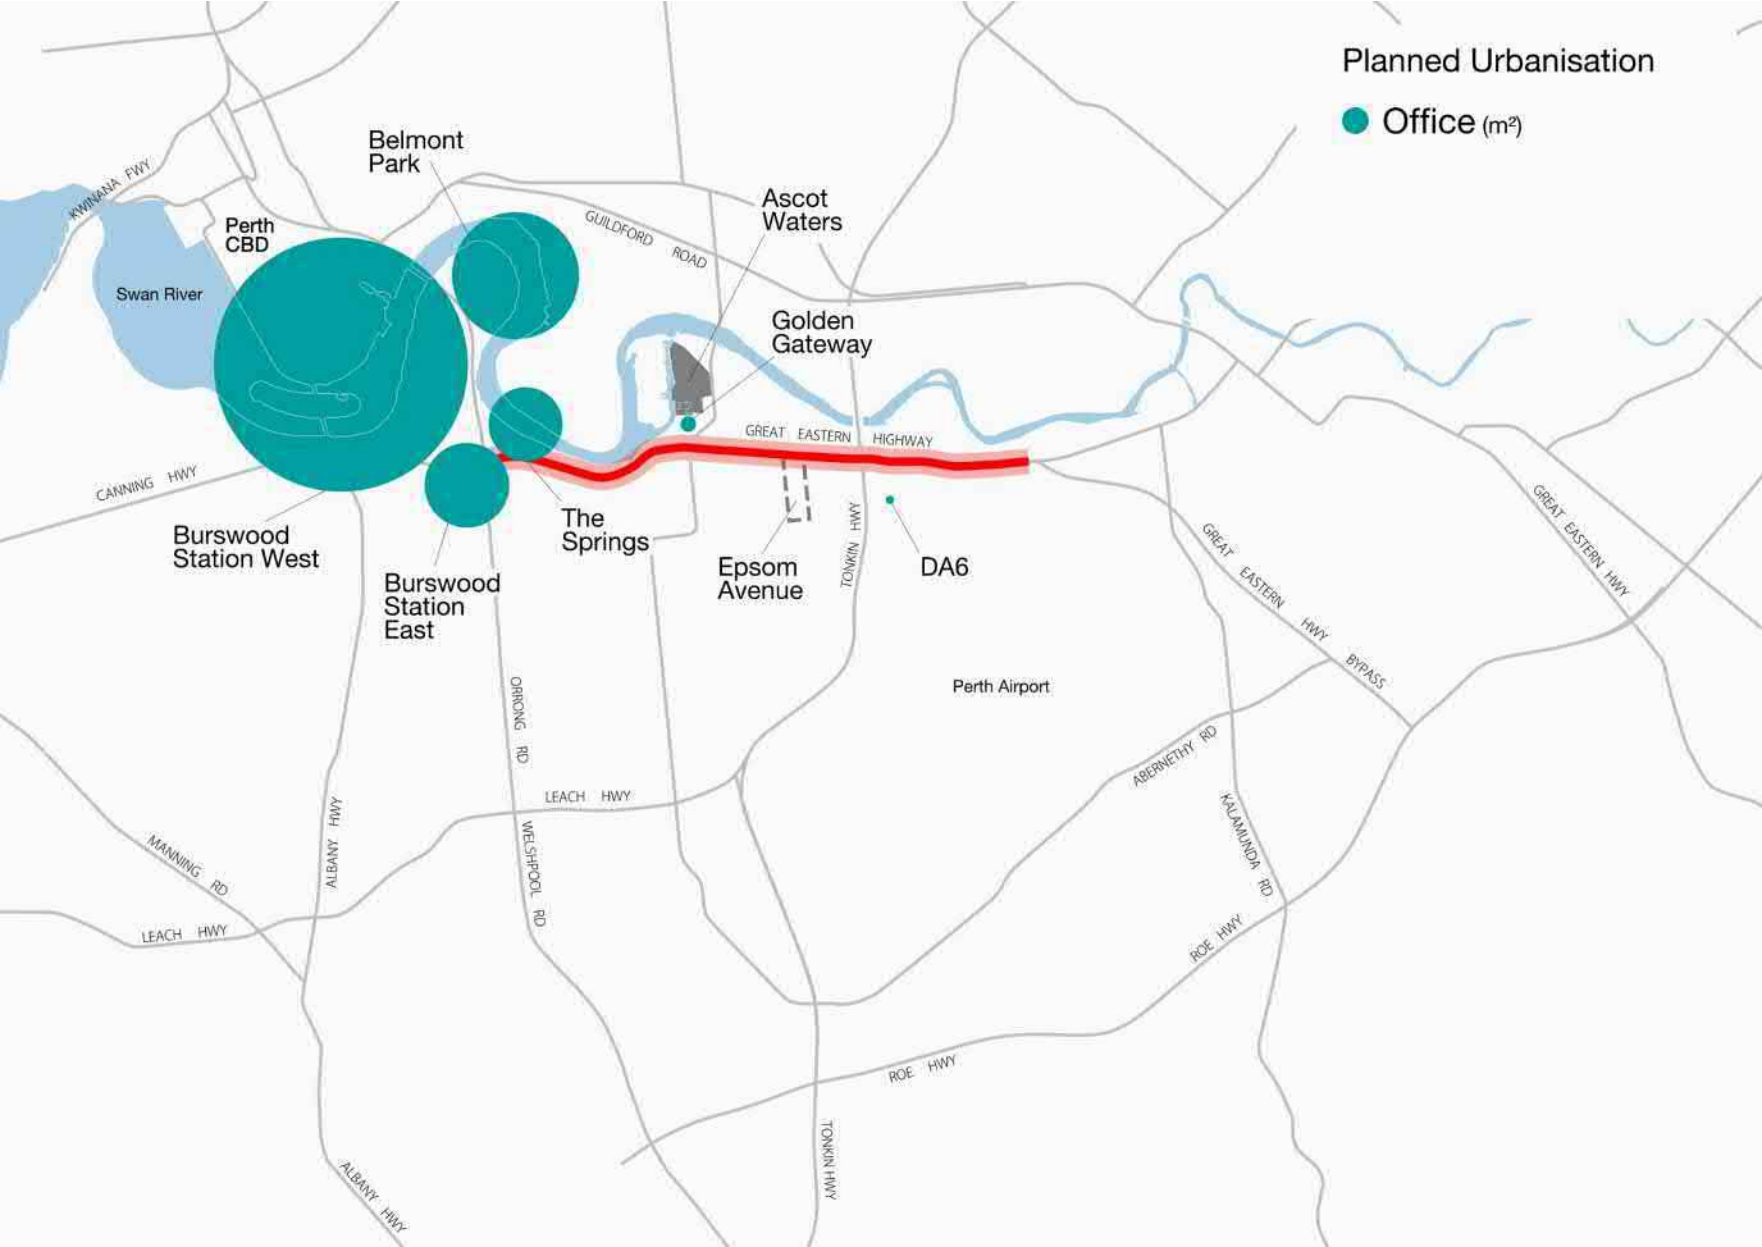 Planned Urbanisation
Office (m²)
Belmont
Park
KWINANA FWY
Ascot
Waters
Perth
CBD
GUILDFORD ROAD
Swan River
Golden
Gateway
GREAT EASTERN HIGHWAY
CANNING HWY
GREAT EASTERN HWY
The
Springs
Burswood
Station West
TONKIN HWY
GREAT EASTERN HWY BYPASS
Epsom
Avenue
DA6
Burswood
Station
East
Perth Airport
ORRONG RD
ABERNETHY RD
LEACH HWY
ALBANY HWY
KALAMUNDA RD
WELSHPOOL RD
MANNING RD
LEACH HWY
ROE HWY
ROE HWY
TONKIN HWY
ALBANY HWY